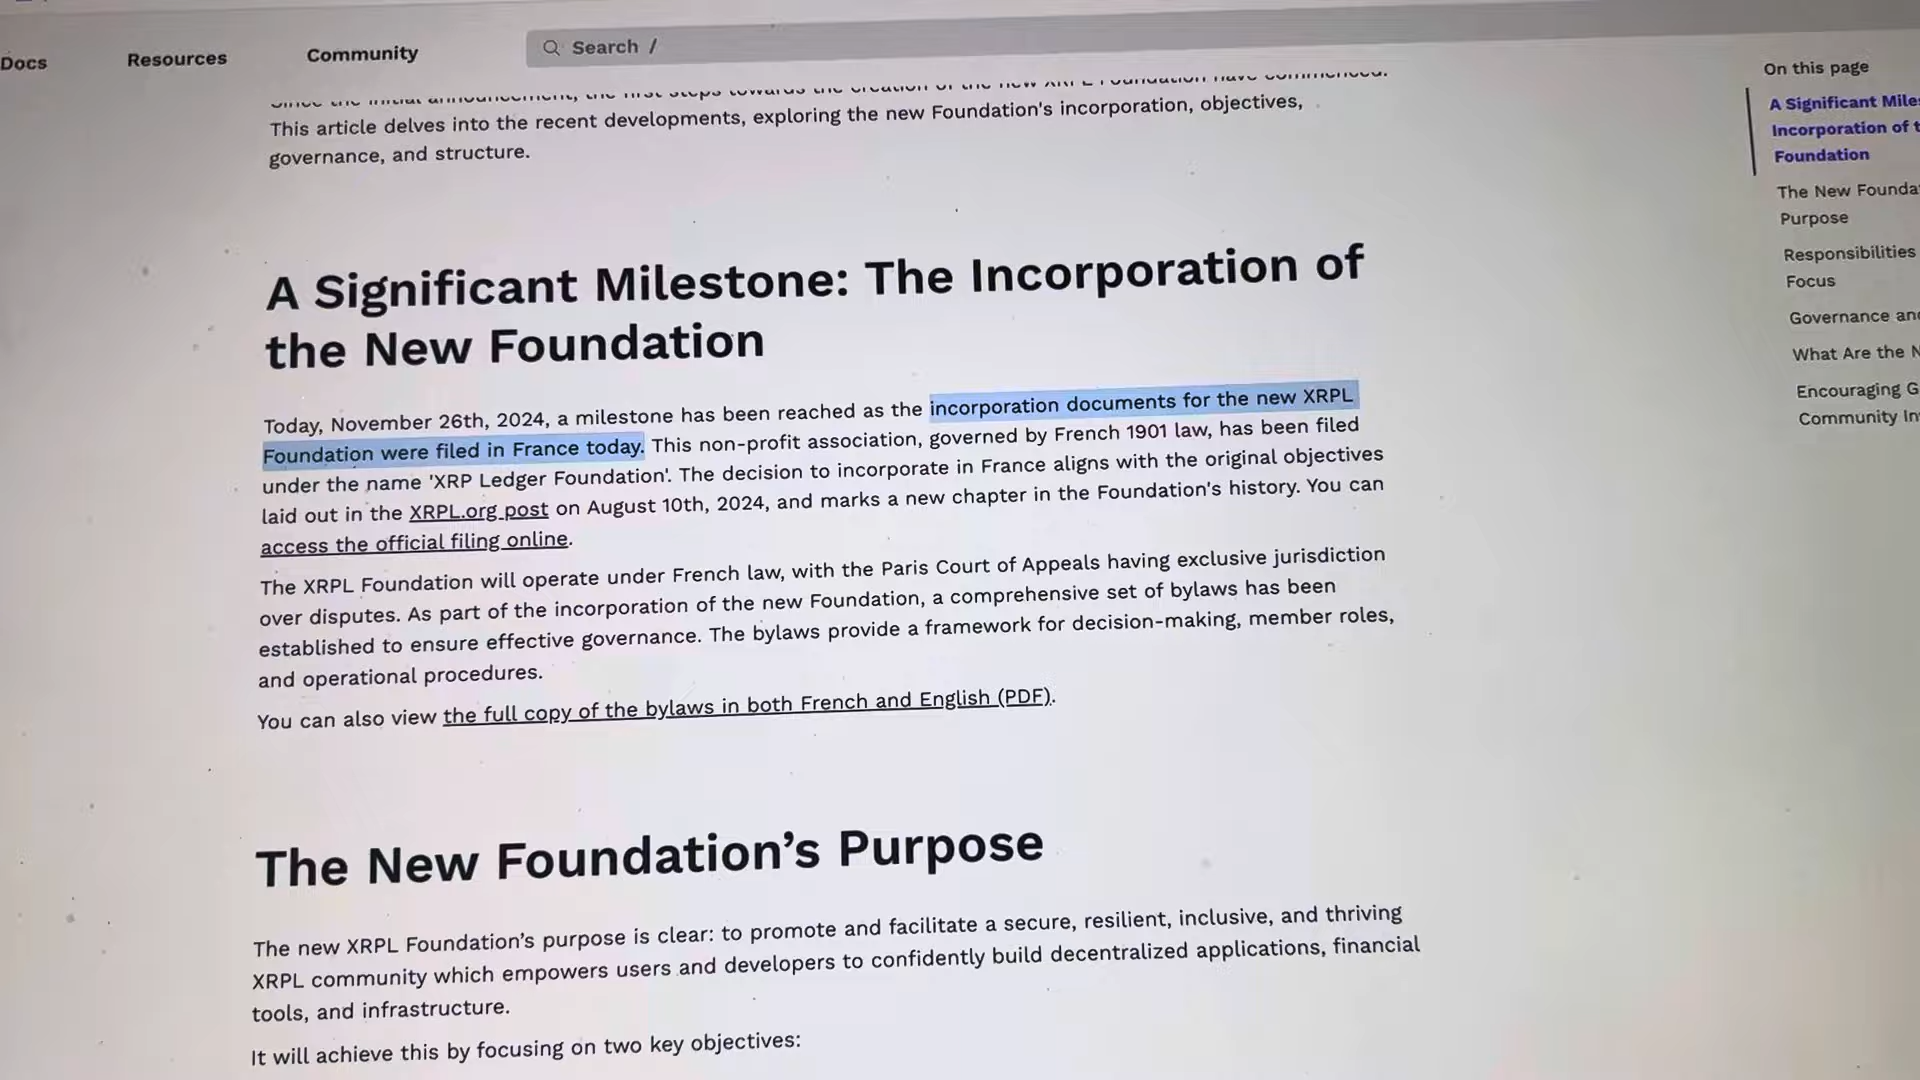 Docs
Resources
Community
Search /
Since the initial announcement, the first steps towards the creation of the new XRPL Foundation have commenced.
This article delves into the recent developments, exploring the new Foundation's incorporation, objectives,
governance, and structure.
A Significant Milestone: The Incorporation of
the New Foundation
Today, November 26th, 2024, a milestone has been reached as the incorporation documents for the new XRPL
Foundation were filed in France today. This non-profit association, governed by French 1901 law, has been filed
under the name 'XRP Ledger Foundation'. The decision to incorporate in France aligns with the original objectives
laid out in the XRPL.org post on August 10th, 2024, and marks a new chapter in the Foundation's history. You can
access the official filing online.
The XRPL Foundation will operate under French law, with the Paris Court of Appeals having exclusive jurisdiction
over disputes. As part of the incorporation of the new Foundation, a comprehensive set of bylaws has been
established to ensure effective governance. The bylaws provide a framework for decision-making, member roles,
and operational procedures.
You can also view the full copy of the bylaws in both French and English (PDF).
The New Foundation’s Purpose
The new XRPL Foundation’s purpose is clear: to promote and facilitate a secure, resilient, inclusive, and thriving
XRPL community which empowers users and developers to confidently build decentralized applications, financial
tools, and infrastructure.
It will achieve this by focusing on two key objectives:
On this page
A Significant
Incorporation of
Foundation
The New
Purpose
Responsibilities
Focus
Governance
What Are the
Encouraging
Community